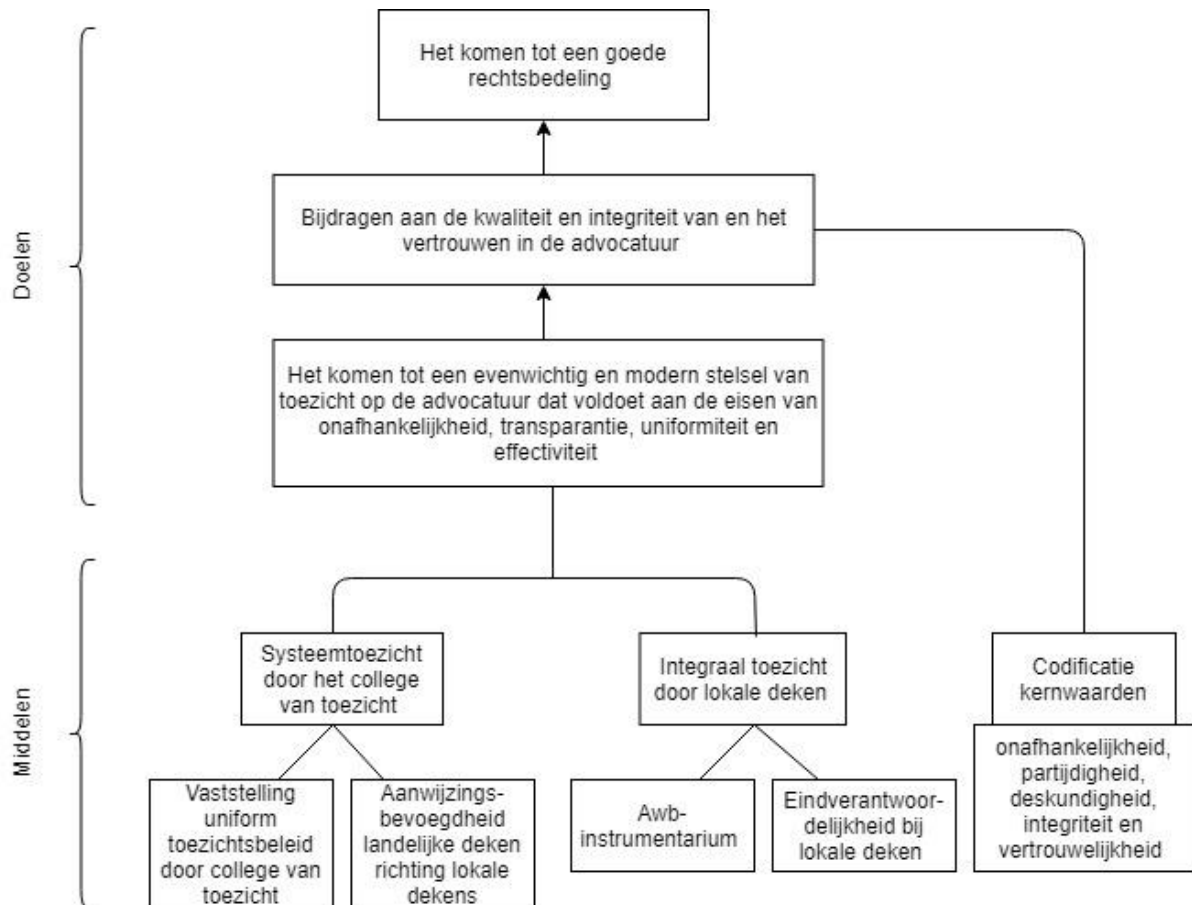 Het komen tot een goede
rechtsbedeling
Bijdragen aan de kwaliteit en integriteit van en het
vertrouwen in de advocatuur
Doelen
Het komen tot een evenwichtig en modern stelsel van
toezicht op de advocatuur dat voldoet aan de eisen van
onafhankelijkheid, transparantie, uniformiteit en
effectiviteit
Middelen
Systeemtoezicht
door het college
van toezicht
Integraal toezicht
door lokale deken
Codificatie
kernwaarden
Vaststelling
uniform
toezichtsbeleid
door college van
toezicht
Aanwijzings-
bevoegdheid
landelijke deken
richting lokale
dekens
Awb-
instrumentarium
Eindverantwoor-
delijkheid bij
lokale deken
onafhankelijkheid,
partijdigheid,
deskundigheid,
integriteit en
vertrouwelijkheid